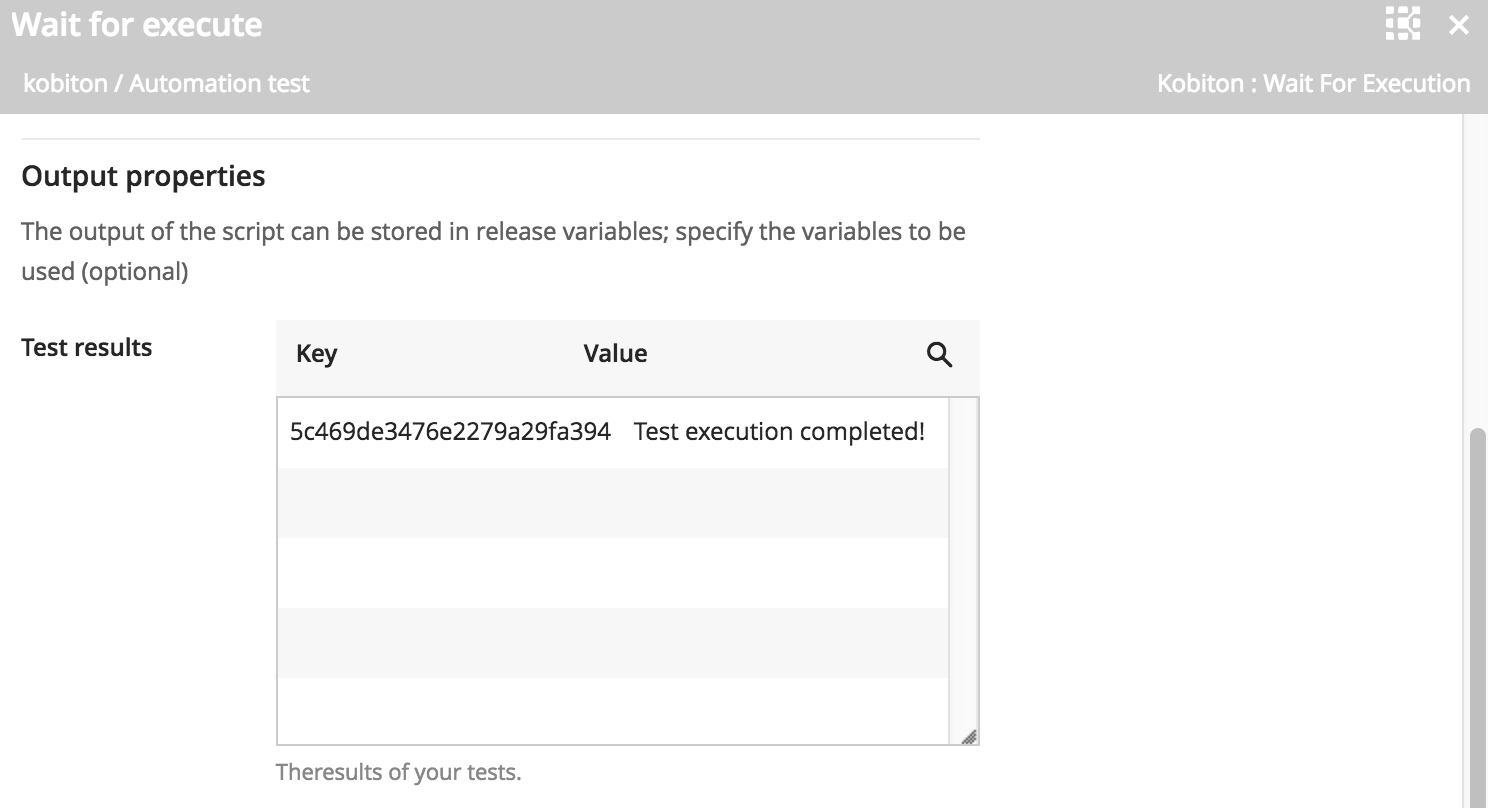 Wait for execute
kobiton / Automation test
Kobiton : Wait For Execution
Output properties
The output of the script can be stored in release variables; specify the variables to be
used (optional)
Test results
Key Value
5c469de3476e2279a29fa394 Test execution completed!
Theresults of your tests.